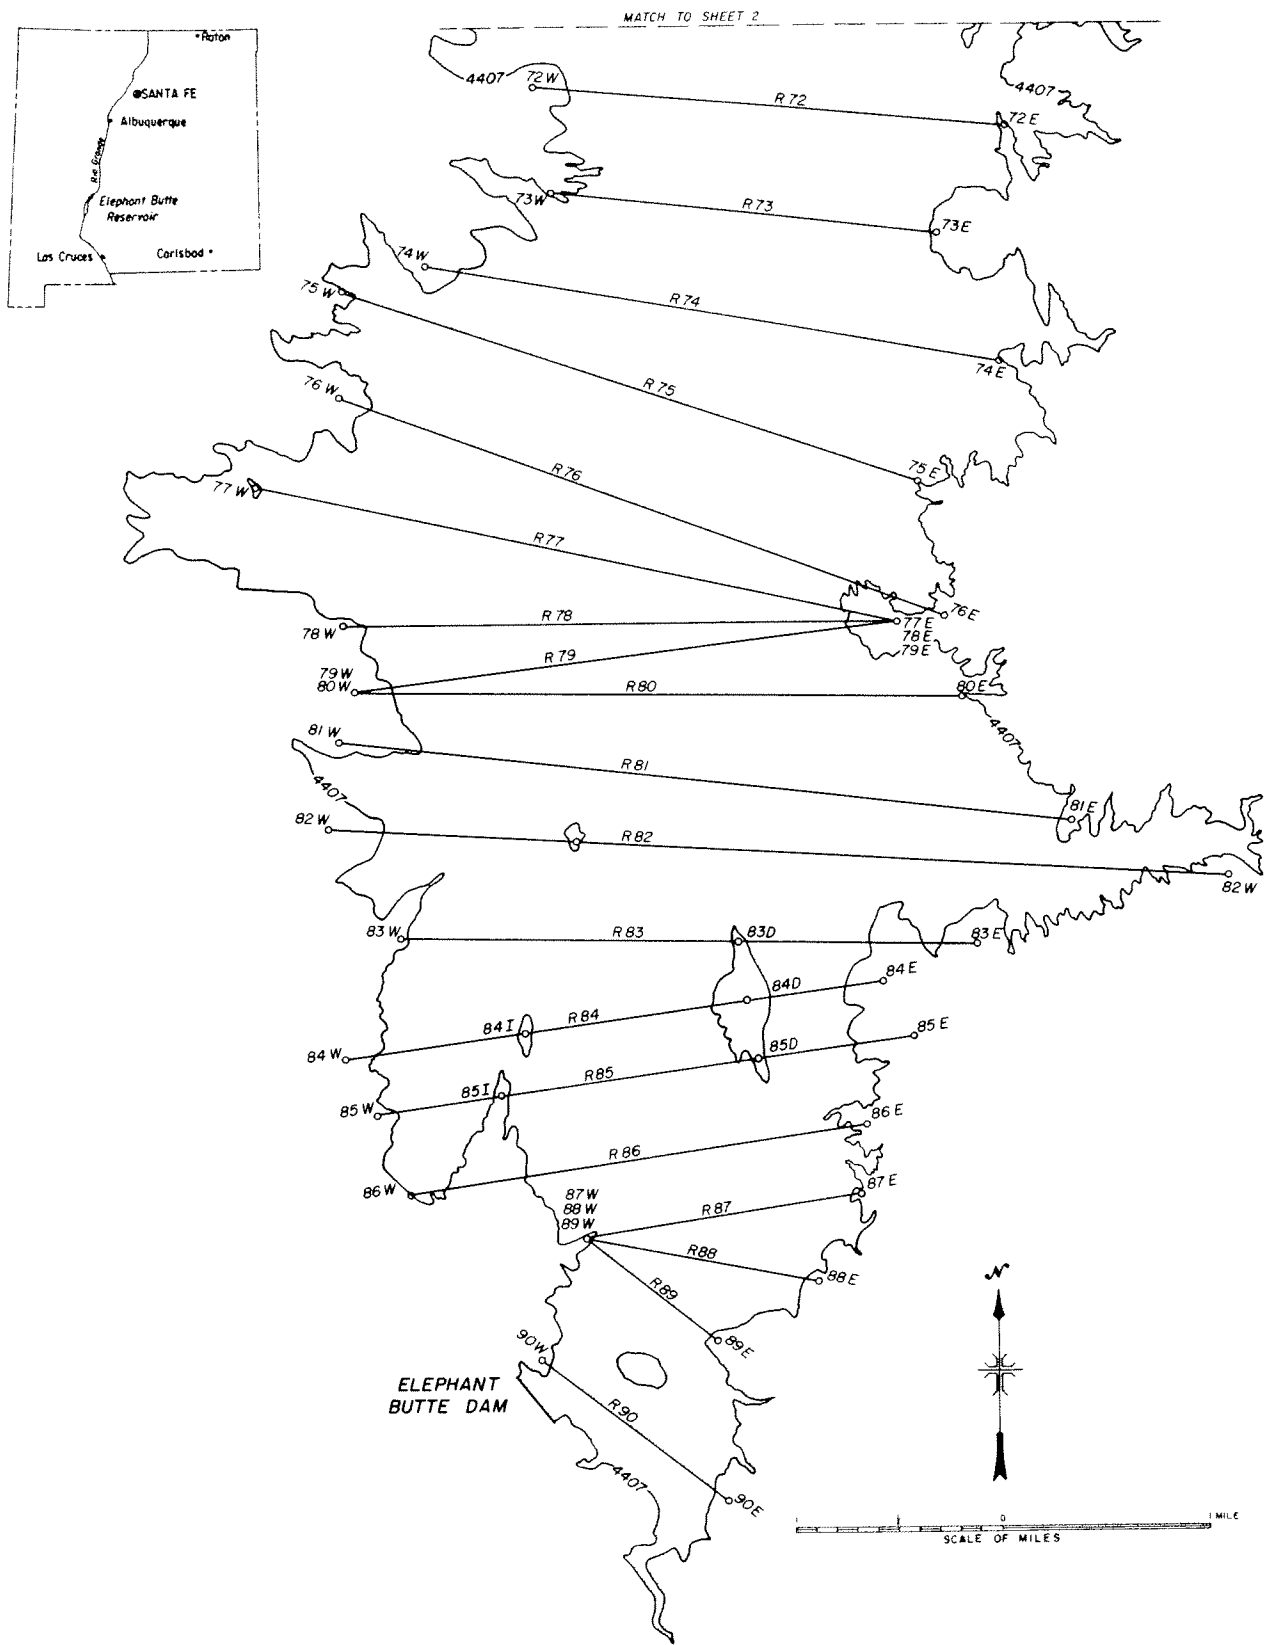 MATCH TO SHEET 2
Raton
SANTA FE
Albuquerque
Rio Grande
Elephant Butte
Reservoir
Las Cruces
Carlsbad
4407
72 W
R 72
4407
72 E
73 W
R 73
73 E
74 W
R 74
74 E
75 W
R 75
75 E
76 W
R 76
76 E
77 W
R 77
77 E
78 E
79 E
78 W
R 78
79 W
80 W
R 79
R 80
80 E
4407
81 W
R 81
81 E
4407
82 W
R 82
82 W
83 W
R 83
83D
83 E
84 W
84 I
R 84
84D
84 E
85 W
85 I
R 85
85D
85 E
86 W
R 86
86 E
87 W
88 W
89 W
R 87
87 E
R 88
88 E
R 89
89 E
90 W
R 90
90 E
ELEPHANT
BUTTE DAM
4407
N
1
0
1 MILE
SCALE OF MILES